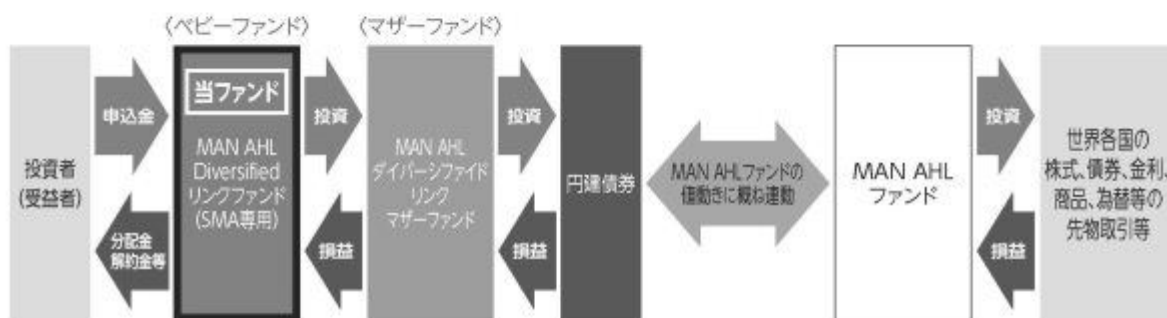 〈ベビーファンド〉
〈マザーファンド〉
投資者
(受益者)
申込金
分配金
解約金等
当ファンド
MAN AHL
Diversified
リンクファンド
(SMA専用)
投資
損益
MAN AHL
ダイバーシファイド
リンク
マザーファンド
投資
損益
円建債券
MAN AHLファンドの
値動きに概ね連動
MAN AHL
ファンド
投資
損益
世界各国の
株式、債券、金利、
商品、為替等の
先物取引等